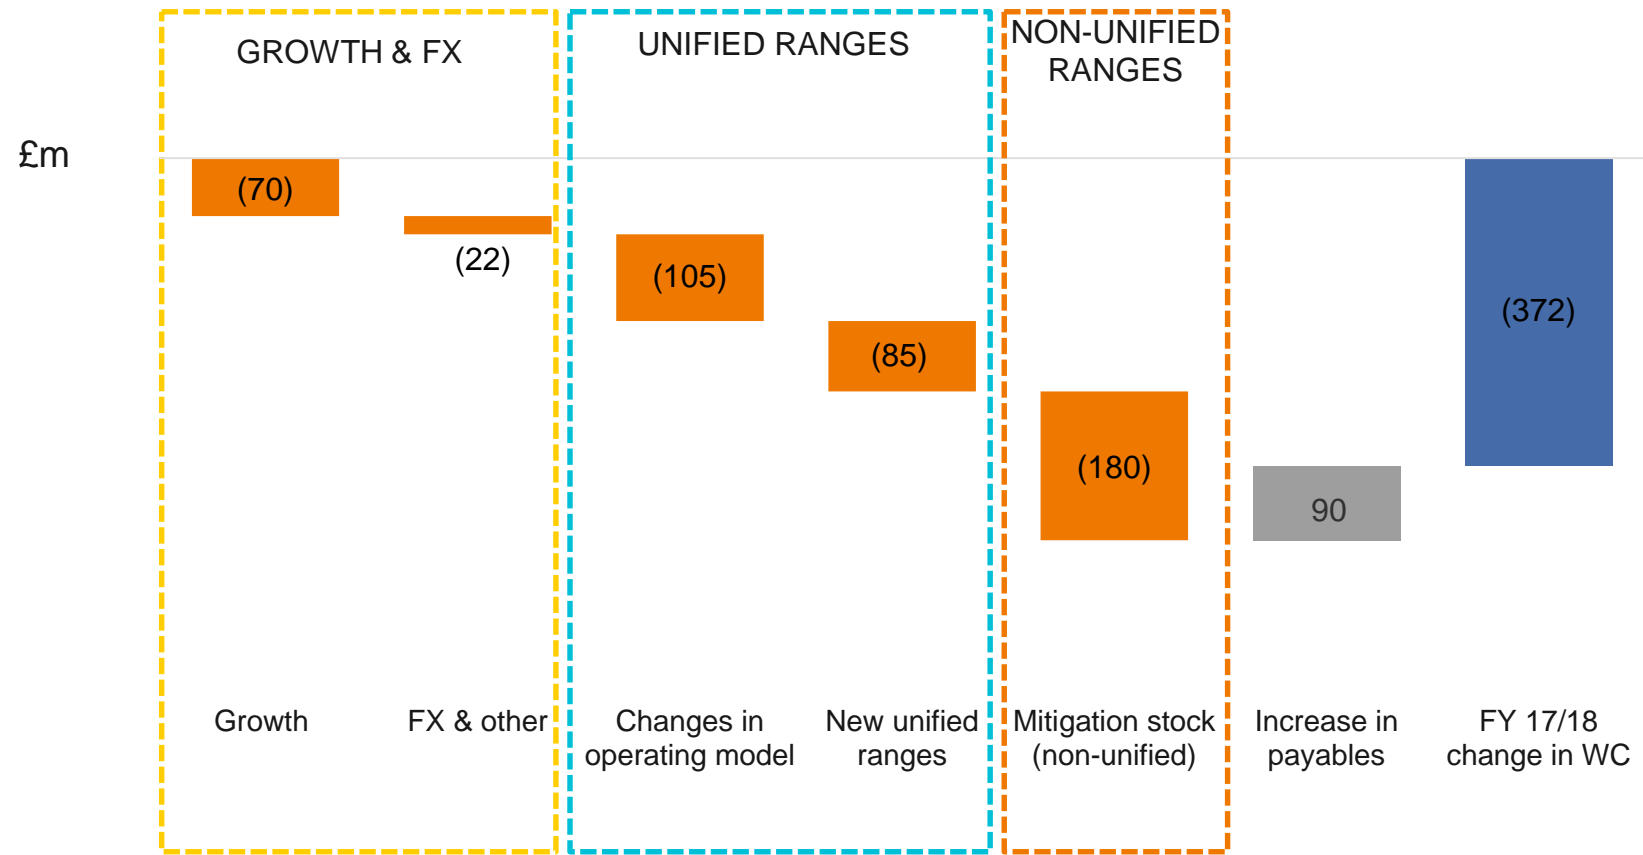 GROWTH & FX
UNIFIED RANGES
NON-UNIFIED
RANGES
£m
(70)
(22)
(105)
(85)
(180)
90
(372)
Growth
FX & other
Changes in
operating model
New unified
ranges
Mitigation stock
(non-unified)
Increase in
payables
FY 17/18
change in WC